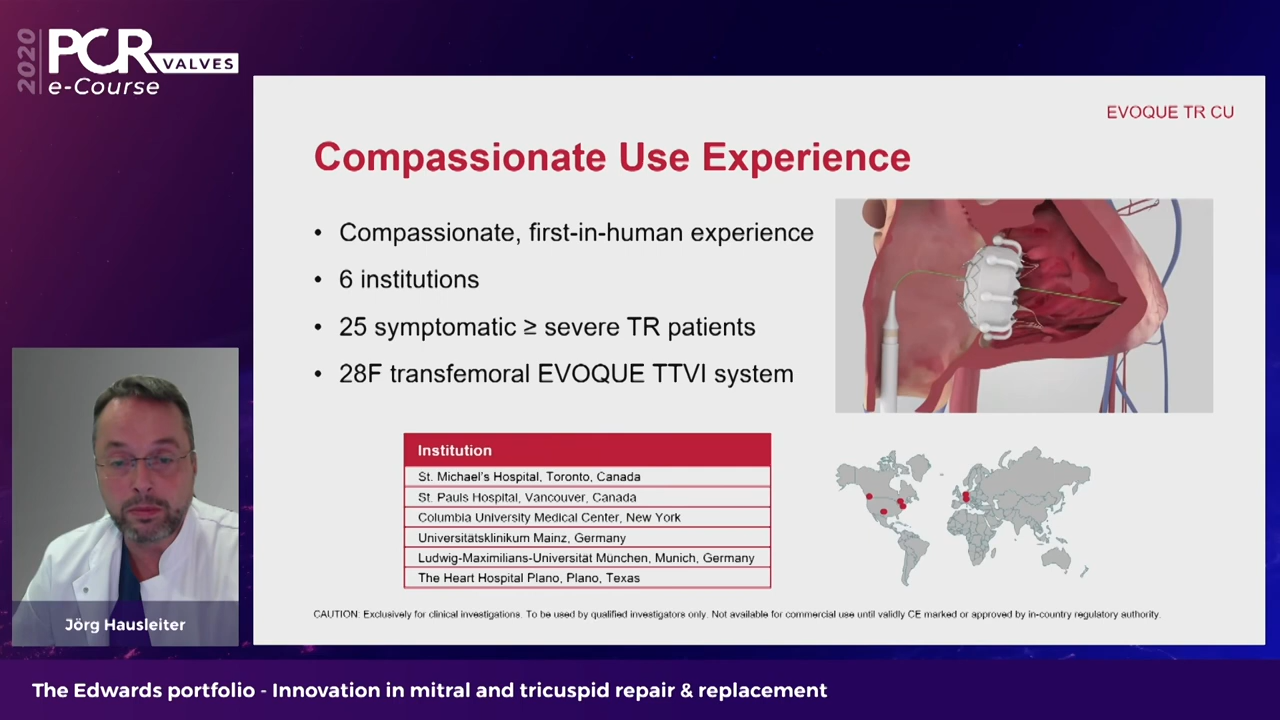 2020
PCR
VALVES
e-Course
EVOQUE TR CU
Compassionate Use Experience
• Compassionate, first-in-human experience
• 6 institutions
• 25 symptomatic ≥ severe TR patients
• 28F transfemoral EVOQUE TTVI system
Institution
St. Michael's Hospital, Toronto, Canada
St. Pauls Hospital, Vancouver, Canada
Columbia University Medical Center, New York
Universitätsklinikum Mainz, Germany
Ludwig-Maximilians-Universität München, Munich, Germany
The Heart Hospital Plano, Plano, Texas
CAUTION: Exclusively for clinical investigations. To be used by qualified investigators only. Not available for commercial use until validly CE marked or approved by in-country regulatory authority.
Jörg Hausleiter
The Edwards portfolio - Innovation in mitral and tricuspid repair & replacement